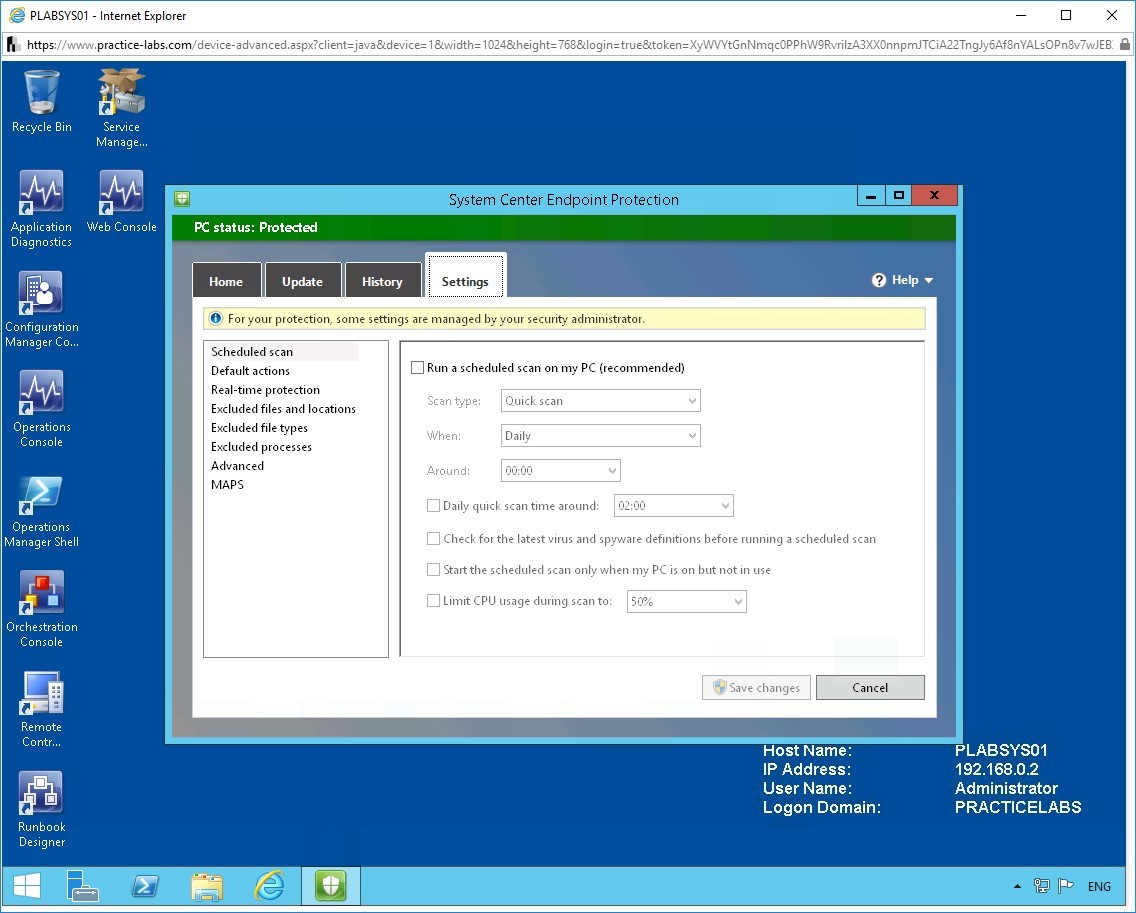 PLABSYS01 - Internet Explorer
https://www.practice-labs.com/device-advanced.aspx?client=java&device=1&width=1024&height=768&login=true&token=
Recycle Bin
Service
Manage...
Application
Diagnostics
Web Console
Configuration
Manager Co...
Operations
Console
Operations
Manager Shell
Orchestration
Console
Remote
Contr...
Runbook
Designer
System Center Endpoint Protection
PC status: Protected
Home
Update
History
Settings
Help
For your protection, some settings are managed by your security administrator.
Scheduled scan
Default actions
Real-time protection
Excluded files and locations
Excluded file types
Excluded processes
Advanced
MAPS
Run a scheduled scan on my PC (recommended)
Scan type: Quick scan
When: Daily
Around: 00:00
Daily quick scan time around: 02:00
Check for the latest virus and spyware definitions before running a scheduled scan
Start the scheduled scan only when my PC is on but not in use
Limit CPU usage during scan to: 50%
Save changes
Cancel
Host Name: PLABSYS01
IP Address: 192.168.0.2
User Name: Administrator
Logon Domain: PRACTICELABS
ENG